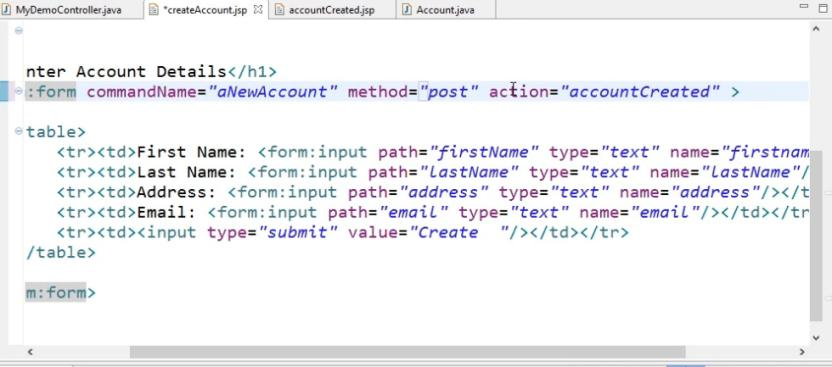 MyDemoController.java *createAccount.jsp accountCreated.jsp Account.java
nter Account Details</h1>
:form commandName="aNewAccount" method="post" action="accountCreated" >
table>
<tr><td>First Name: <form:input path="firstName" type="text" name="firstnam
<tr><td>Last Name: <form:input path="lastName" type="text" name="lastName"/
<tr><td>Address: <form:input path="address" type="text" name="address"/></t
<tr><td>Email: <form:input path="email" type="text" name="email"/></td></tr
<tr><td><input type="submit" value="Create  "/></td></tr>
/table>
m:form>